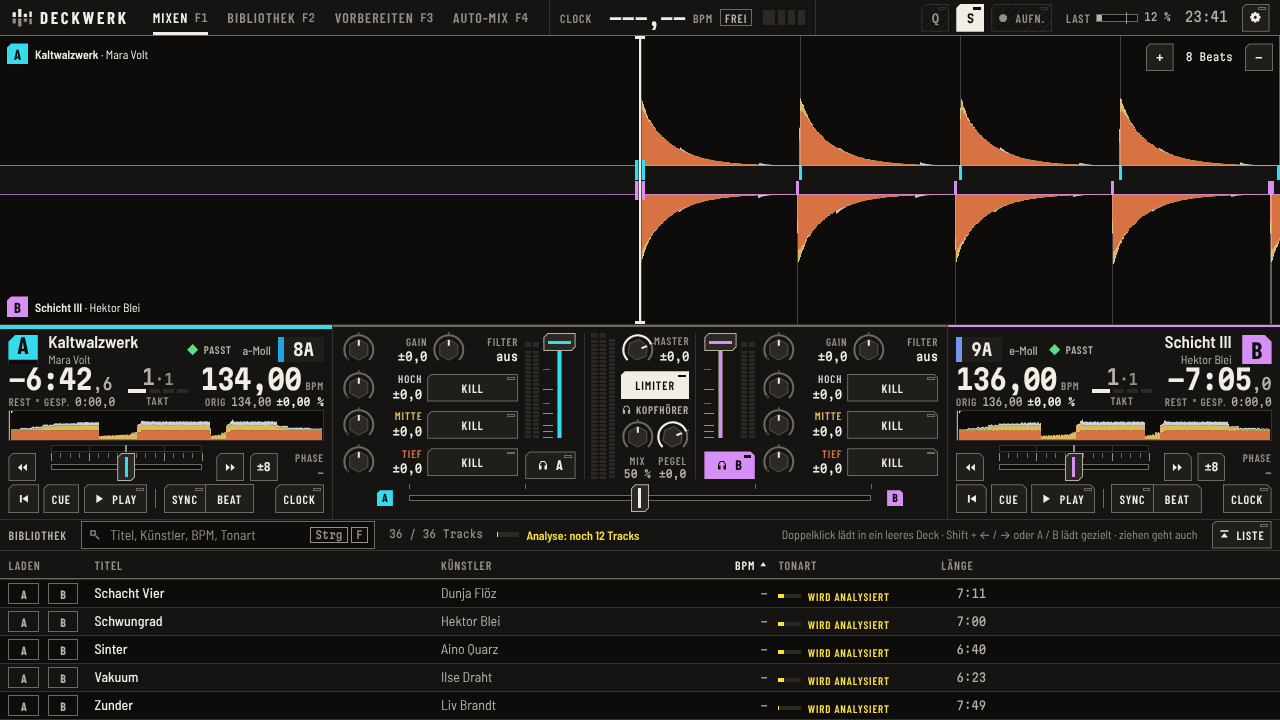 DECKWERK MIXEN F1 BIBLIOTHEK F2 VORBEREITEN F3 AUTO-MIX F4 CLOCK ---,-- BPM FREI Q S AUFN. LAST 12 % 23:41
A Kaltwalzwerk · Mara Volt
+ 8 Beats −
B Schicht III · Hektor Blei
A Kaltwalzwerk
Mara Volt
PASST a-Moll 8A
−6:42,6 1·1 134,00 BPM
REST * GESP. 0:00,0 TAKT ORIG 134,00 ±0,00 %
±8 PHASE –
CUE PLAY SYNC BEAT CLOCK
GAIN ±0,0 FILTER aus
HOCH ±0,0 KILL
MITTE ±0,0 KILL
TIEF ±0,0 KILL
A
MASTER ±0,0
LIMITER
KOPFHÖRER
MIX PEGEL
50 % ±0,0
B
GAIN ±0,0 FILTER aus
HOCH ±0,0 KILL
MITTE ±0,0 KILL
TIEF ±0,0 KILL
A B
9A e-Moll PASST Schicht III B
Hektor Blei
136,00 BPM 1·1 −7:05,0
ORIG 136,00 ±0,00 % TAKT REST * GESP. 0:00,0
±8 PHASE –
CUE PLAY SYNC BEAT CLOCK
BIBLIOTHEK Titel, Künstler, BPM, Tonart Strg F 36 / 36 Tracks Analyse: noch 12 Tracks Doppelklick lädt in ein leeres Deck · Shift + ← / → oder A / B lädt gezielt · ziehen geht auch LISTE
LADEN TITEL KÜNSTLER BPM TONART LÄNGE
A B Schacht Vier Dunja Flöz – WIRD ANALYSIERT 7:11
A B Schwungrad Hektor Blei – WIRD ANALYSIERT 7:00
A B Sinter Aino Quarz – WIRD ANALYSIERT 6:40
A B Vakuum Ilse Draht – WIRD ANALYSIERT 6:23
A B Zunder Liv Brandt – WIRD ANALYSIERT 7:49